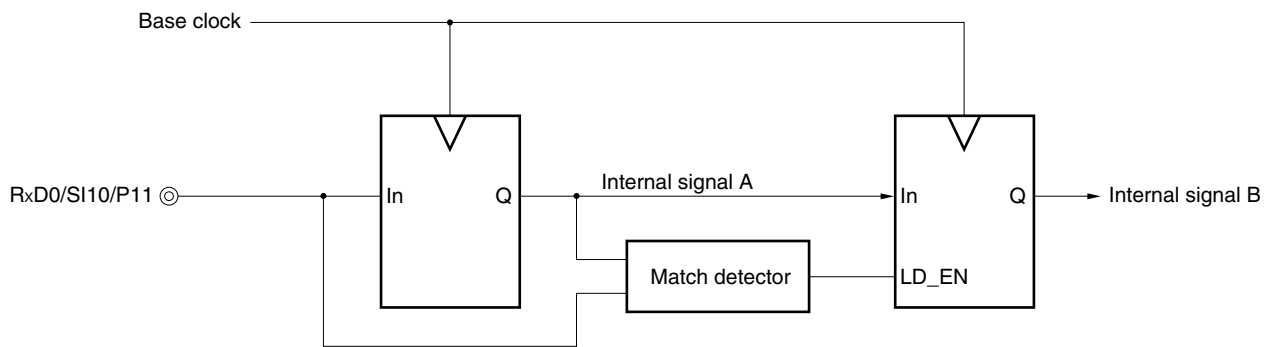 Base clock
RxD0/SI10/P11
In
Q
Internal signal A
In
Q
Internal signal B
Match detector
LD_EN